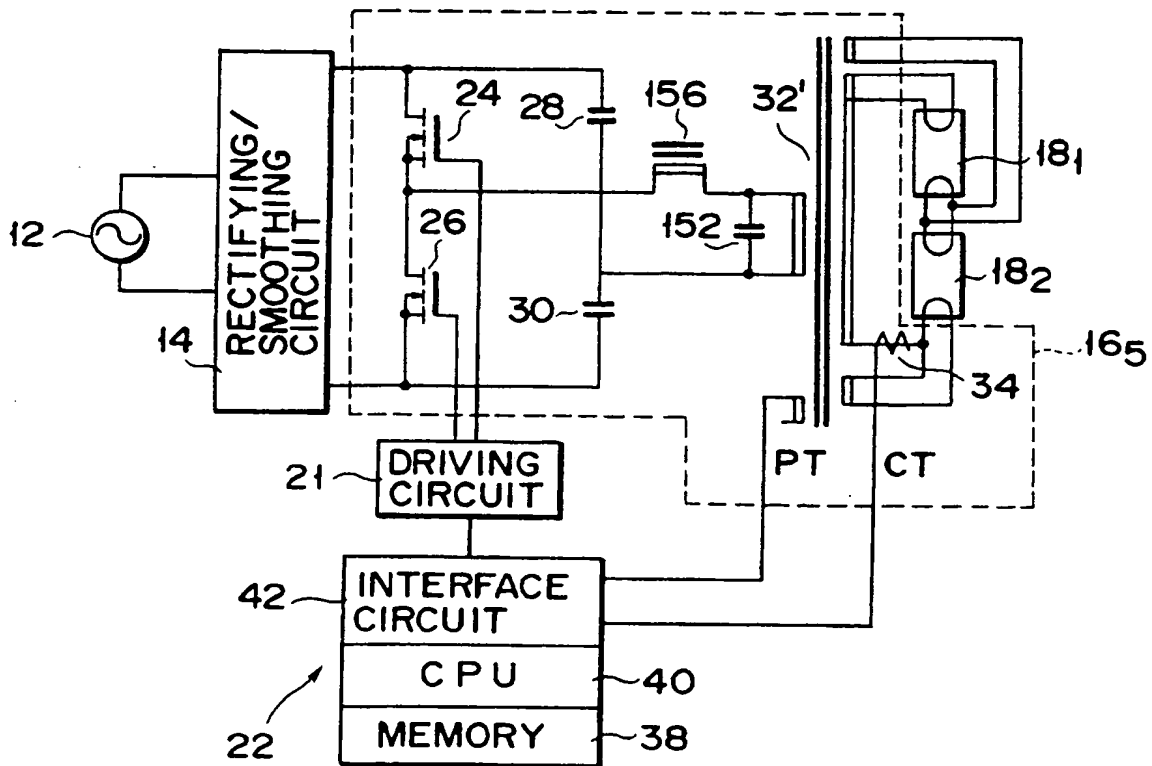 24
28
156
32'
18₁
12
RECTIFYING/
SMOOTHING
CIRCUIT
14
26
152
30
18₂
16₅
34
PT
CT
21
DRIVING
CIRCUIT
42
INTERFACE
CIRCUIT
CPU
40
MEMORY
38
22